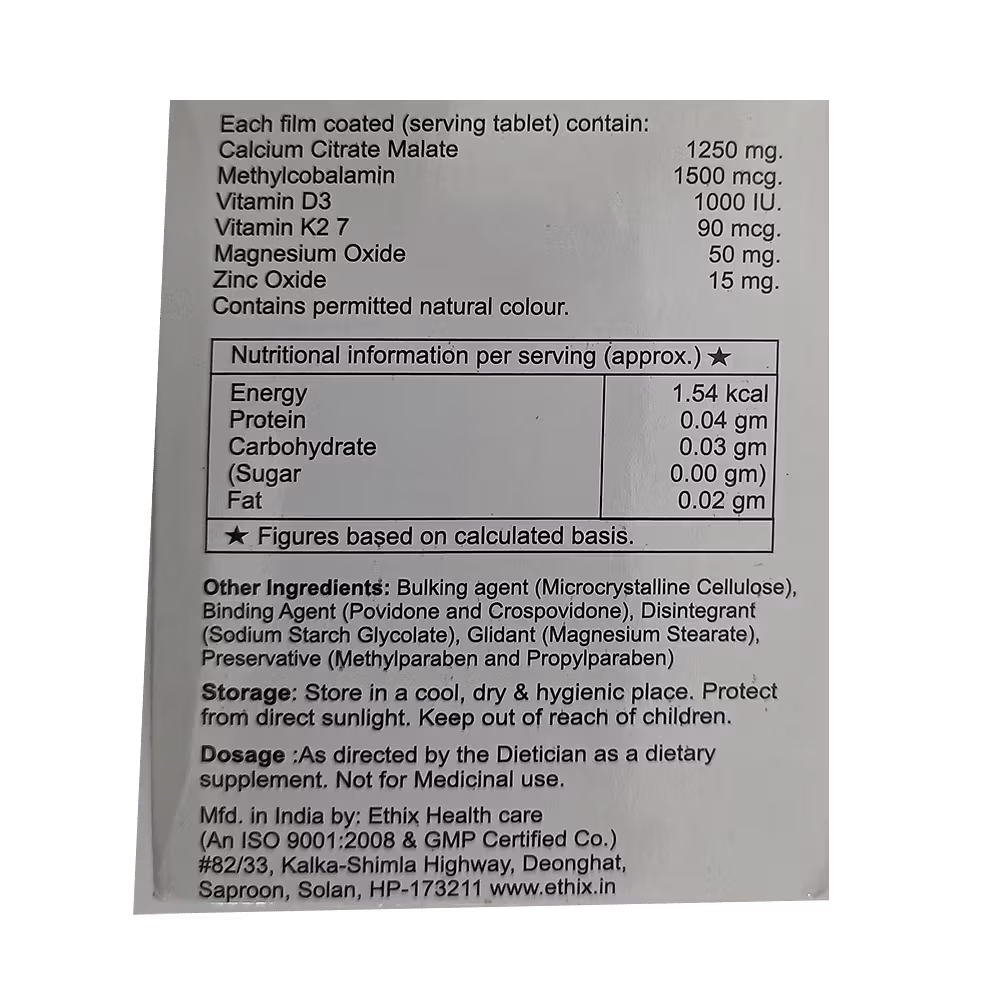 Each film coated (serving tablet) contain:
Calcium Citrate Malate 1250 mg.
Methylcobalamin 1500 mcg.
Vitamin D3 1000 IU.
Vitamin K2 7 90 mcg.
Magnesium Oxide 50 mg.
Zinc Oxide 15 mg.
Contains permitted natural colour.
Nutritional information per serving (approx.) ★
Energy 1.54 kcal
Protein 0.04 gm
Carbohydrate 0.03 gm
(Sugar 0.00 gm)
Fat 0.02 gm
★ Figures based on calculated basis.
Other Ingredients: Bulking agent (Microcrystalline Cellulose),
Binding Agent (Povidone and Crospovidone), Disintegrant
(Sodium Starch Glycolate), Glidant (Magnesium Stearate),
Preservative (Methylparaben and Propylparaben)
Storage: Store in a cool, dry & hygienic place. Protect
from direct sunlight. Keep out of reach of children.
Dosage :As directed by the Dietician as a dietary
supplement. Not for Medicinal use.
Mfd. in India by: Ethix Health care
(An ISO 9001:2008 & GMP Certified Co.)
#82/33, Kalka-Shimla Highway, Deonghat,
Saproon, Solan, HP-173211 www.ethix.in